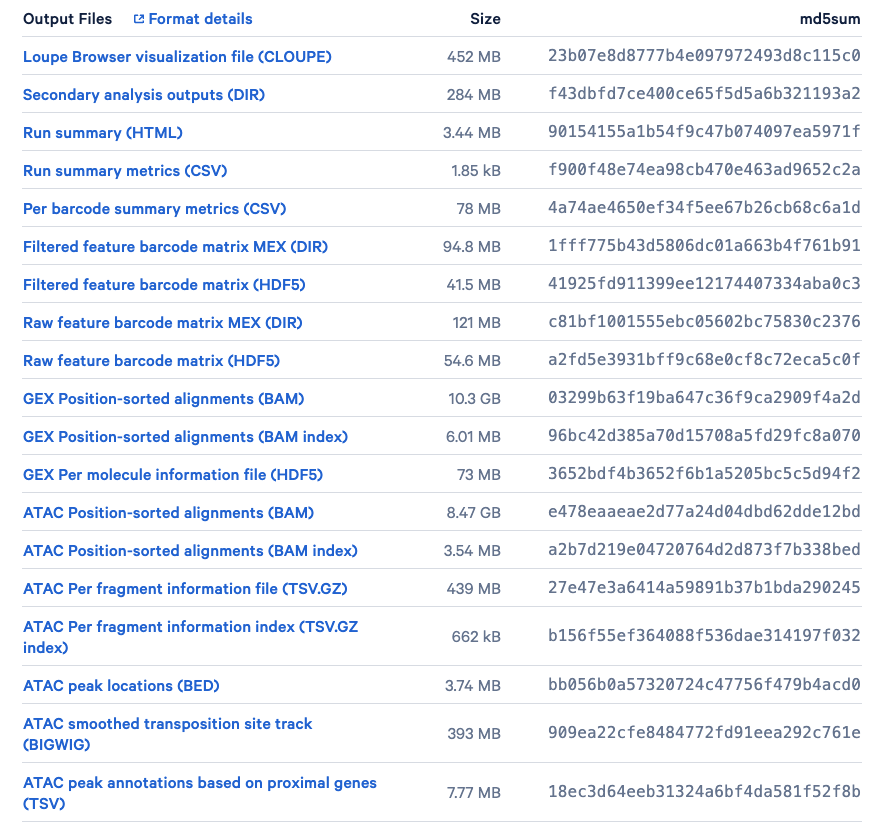 Output Files Format details Size md5sum
Loupe Browser visualization file (CLOUPE) 452 MB 23b07e8d8777b4e097972493d8c115c0
Secondary analysis outputs (DIR) 284 MB f43dbfd7ce400ce65f5d5a6b321193a2
Run summary (HTML) 3.44 MB 90154155a1b54f9c47b074097ea5971f
Run summary metrics (CSV) 1.85 kB f900f48e74ea98cb470e463ad9652c2a
Per barcode summary metrics (CSV) 78 MB 4a74ae4650ef34f5ee67b26cb68c6a1d
Filtered feature barcode matrix MEX (DIR) 94.8 MB 1fff775b43d5806dc01a663b4f761b91
Filtered feature barcode matrix (HDF5) 41.5 MB 41925fd911399ee12174407334aba0c3
Raw feature barcode matrix MEX (DIR) 121 MB c81bf1001555ebc05602bc75830c2376
Raw feature barcode matrix (HDF5) 54.6 MB a2fd5e3931bff9c68e0cf8c72eca5c0f
GEX Position-sorted alignments (BAM) 10.3 GB 03299b63f19ba647c36f9ca2909f4a2d
GEX Position-sorted alignments (BAM index) 6.01 MB 96bc42d385a70d15708a5fd29fc8a070
GEX Per molecule information file (HDF5) 73 MB 3652bdf4b3652f6b1a5205bc5c5d94f2
ATAC Position-sorted alignments (BAM) 8.47 GB e478eaaeae2d77a24d04dbd62dde12bd
ATAC Position-sorted alignments (BAM index) 3.54 MB a2b7d219e04720764d2d873f7b338bed
ATAC Per fragment information file (TSV.GZ) 439 MB 27e47e3a6414a59891b37b1bda290245
ATAC Per fragment information index (TSV.GZ
index) 662 kB b156f55ef364088f536dae314197f032
ATAC peak locations (BED) 3.74 MB bb056b0a57320724c47756f479b4acd0
ATAC smoothed transposition site track
(BIGWIG) 393 MB 909ea22cfe8484772fd91eea292c761e
ATAC peak annotations based on proximal genes
(TSV) 7.77 MB 18ec3d64eeb31324a6bf4da581f52f8b